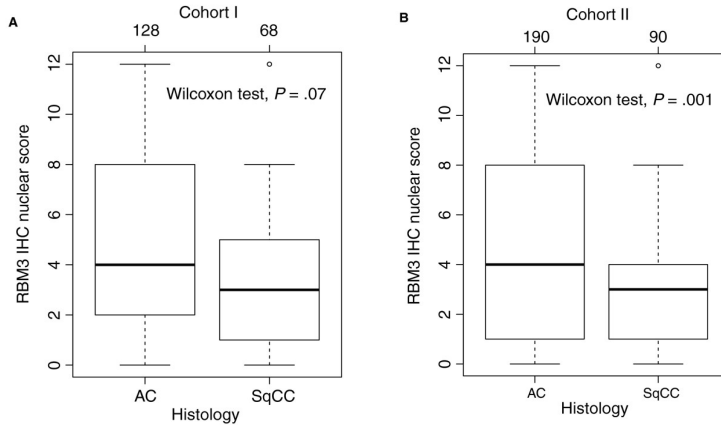 A
Cohort I
128 68
12
Wilcoxon test, P = .07
8
6
4
2
0
RBM3 IHC nuclear score
AC SqCC
Histology
B
Cohort II
190 90
12
Wilcoxon test, P = .001
8
6
4
2
0
RBM3 IHC nuclear score
AC SqCC
Histology